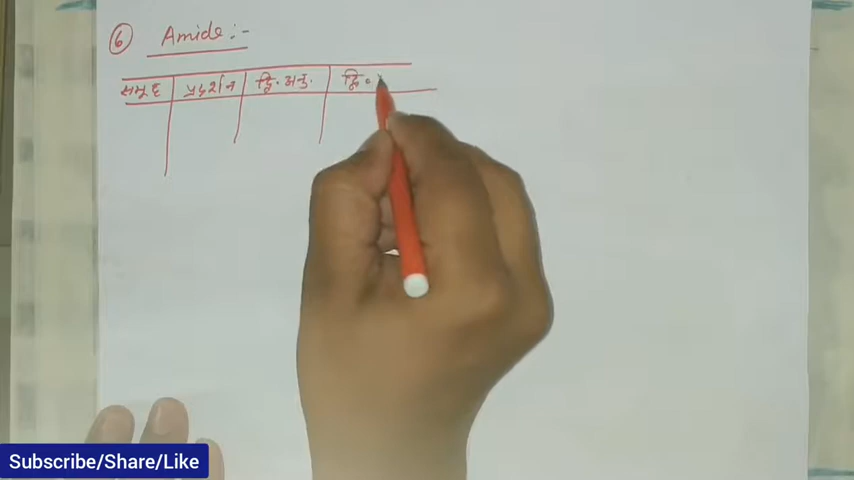 6 Amide :-
समूह प्रदर्शन द्वि. अनु. द्वि.
Subscribe/Share/Like